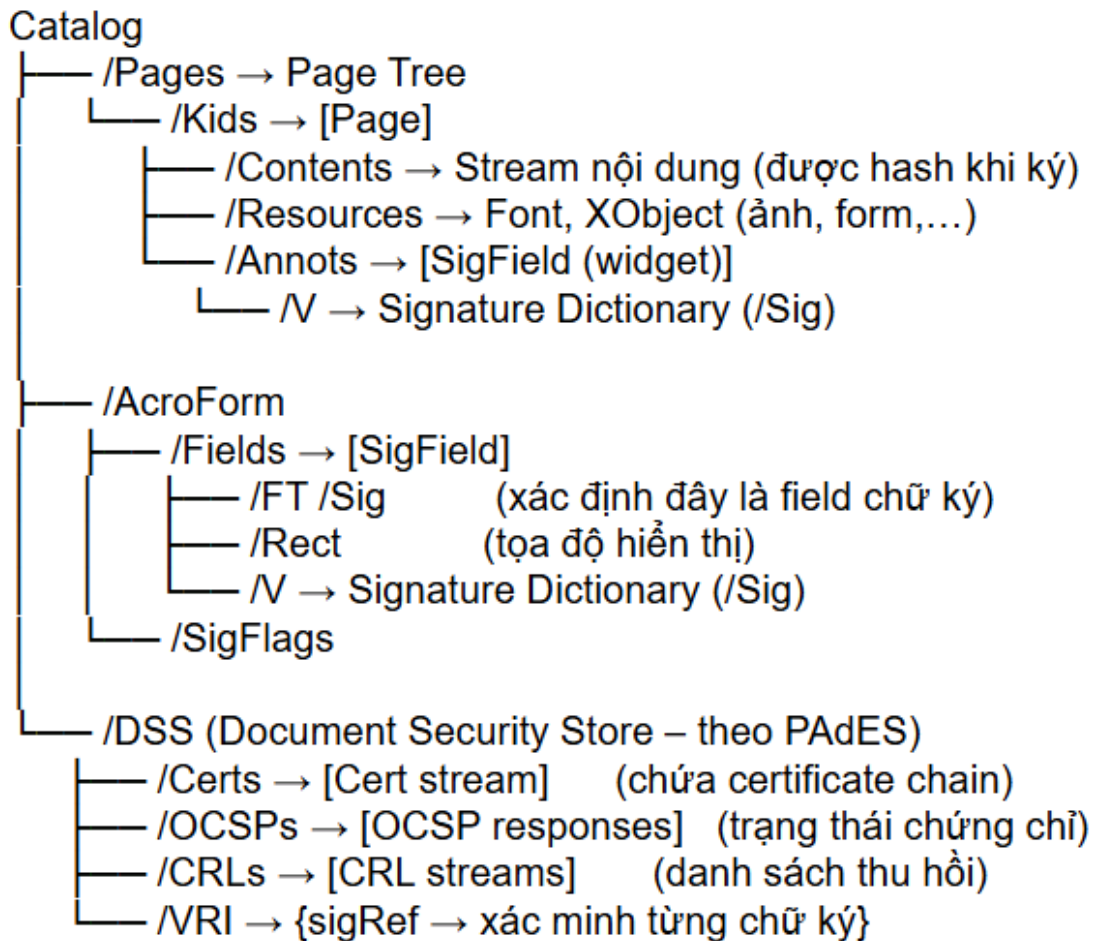 Catalog
├── /Pages → Page Tree
│ └── /Kids → [Page]
│ ├── /Contents → Stream nội dung (được hash khi ký)
│ ├── /Resources → Font, XObject (ảnh, form,…)
│ └── /Annots → [SigField (widget)]
│ └── /V → Signature Dictionary (/Sig)
│
├── /AcroForm
│ ├── /Fields → [SigField]
│ │ ├── /FT /Sig (xác định đây là field chữ ký)
│ │ ├── /Rect (tọa độ hiển thị)
│ │ └── /V → Signature Dictionary (/Sig)
│ └── /SigFlags
│
└── /DSS (Document Security Store – theo PAdES)
├── /Certs → [Cert stream] (chứa certificate chain)
├── /OCSPs → [OCSP responses] (trạng thái chứng chỉ)
├── /CRLs → [CRL streams] (danh sách thu hồi)
└── /VRI → {sigRef → xác minh từng chữ ký}